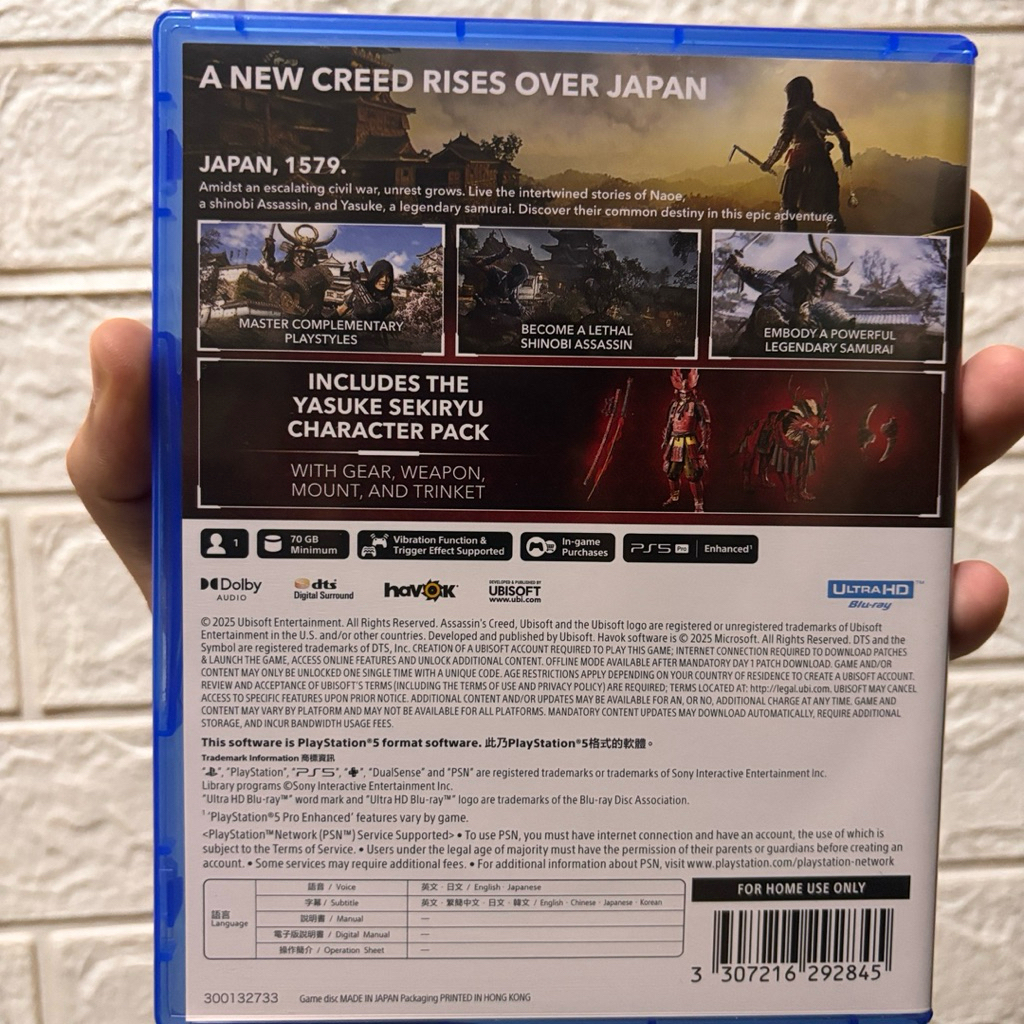 A NEW CREED RISES OVER JAPAN
JAPAN, 1579.
Amidst an escalating civil war, unrest grows. Live the intertwined stories of Naoe,
a shinobi Assassin, and Yasuke, a legendary samurai. Discover their common destiny in this epic adventure.
MASTER COMPLEMENTARY
PLAYSTYLES
BECOME A LETHAL
SHINOBI ASSASSIN
EMBODY A POWERFUL
LEGENDARY SAMURAI
INCLUDES THE
YASUKE SEKIRYU
CHARACTER PACK
WITH GEAR, WEAPON,
MOUNT, AND TRINKET
1
70 GB
Minimum
Vibration Function &
Trigger Effect Supported
In-game
Purchases
PS5 Pro Enhanced¹
Dolby
AUDIO
dts
Digital Surround
havok
DEVELOPED & PUBLISHED BY
UBISOFT
www.ubi.com
ULTRA HD™
Blu-ray
© 2025 Ubisoft Entertainment. All Rights Reserved. Assassin's Creed, Ubisoft and the Ubisoft logo are registered or unregistered trademarks of Ubisoft
Entertainment in the U.S. and/or other countries. Developed and published by Ubisoft. Havok software is © 2025 Microsoft. All Rights Reserved. DTS and the
Symbol are registered trademarks of DTS, Inc. CREATION OF A UBISOFT ACCOUNT REQUIRED TO PLAY THIS GAME; INTERNET CONNECTION REQUIRED TO DOWNLOAD PATCHES
& LAUNCH THE GAME, ACCESS ONLINE FEATURES AND UNLOCK ADDITIONAL CONTENT. OFFLINE MODE AVAILABLE AFTER MANDATORY DAY 1 PATCH DOWNLOAD. GAME AND/OR
CONTENT MAY ONLY BE UNLOCKED ONE SINGLE TIME WITH A UNIQUE CODE. AGE RESTRICTIONS APPLY DEPENDING ON YOUR COUNTRY OF RESIDENCE TO CREATE A UBISOFT ACCOUNT.
REVIEW AND ACCEPTANCE OF UBISOFT'S TERMS (INCLUDING THE TERMS OF USE AND PRIVACY POLICY) ARE REQUIRED; TERMS LOCATED AT: http://legal.ubi.com. UBISOFT MAY CANCEL
ACCESS TO SPECIFIC FEATURES UPON PRIOR NOTICE. ADDITIONAL CONTENT AND/OR UPDATES MAY BE AVAILABLE FOR AN, OR NO, ADDITIONAL CHARGE AT ANY TIME. GAME AND
CONTENT MAY VARY BY PLATFORM AND MAY NOT BE AVAILABLE FOR ALL PLATFORMS. MANDATORY CONTENT UPDATES MAY DOWNLOAD AUTOMATICALLY, REQUIRE ADDITIONAL
STORAGE, AND INCUR BANDWIDTH USAGE FEES.
This software is PlayStation®5 format software. 此乃PlayStation®5格式的軟體。
Trademark Information 商標資訊
"", "PlayStation", "PS5", "", "DualSense" and "PSN" are registered trademarks or trademarks of Sony Interactive Entertainment Inc.
Library programs ©Sony Interactive Entertainment Inc.
"Ultra HD Blu-ray™" word mark and "Ultra HD Blu-ray™" logo are trademarks of the Blu-ray Disc Association.
¹ 'PlayStation®5 Pro Enhanced' features vary by game.
<PlayStation™Network (PSN™) Service Supported> • To use PSN, you must have internet connection and have an account, the use of which is
subject to the Terms of Service. • Users under the legal age of majority must have the permission of their parents or guardians before creating an
account. • Some services may require additional fees. • For additional information about PSN, visit www.playstation.com/playstation-network
語言
Language
語音 / Voice 英文 · 日文 / English · Japanese
字幕 / Subtitle 英文 · 繁簡中文 · 日文 · 韓文 / English · Chinese · Japanese · Korean
說明書 / Manual —
電子版說明書 / Digital Manual —
操作簡介 / Operation Sheet —
FOR HOME USE ONLY
3 307216 292845
300132733 Game disc MADE IN JAPAN Packaging PRINTED IN HONG KONG